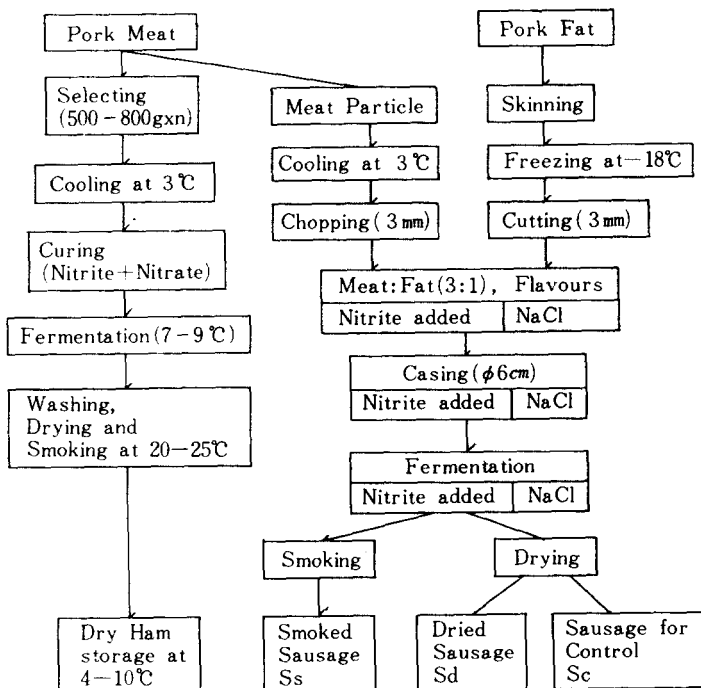 Pork Meat
Pork Fat
Selecting
(500-800gxn)
Meat Particle
Skinning
Cooling at 3℃
Cooling at 3℃
Freezing at -18℃
Chopping(3㎜)
Cutting(3㎜)
Curing
(Nitrite+Nitrate)
Meat:Fat(3:1), Flavours
Nitrite added NaCl
Fermentation(7-9℃)
Casing(ϕ6cm)
Nitrite added NaCl
Washing,
Drying and
Smoking at 20-25℃
Fermentation
Nitrite added NaCl
Smoking
Drying
Dry Ham
storage at
4-10℃
Smoked
Sausage
Ss
Dried
Sausage
Sd
Sausage for
Control
Sc